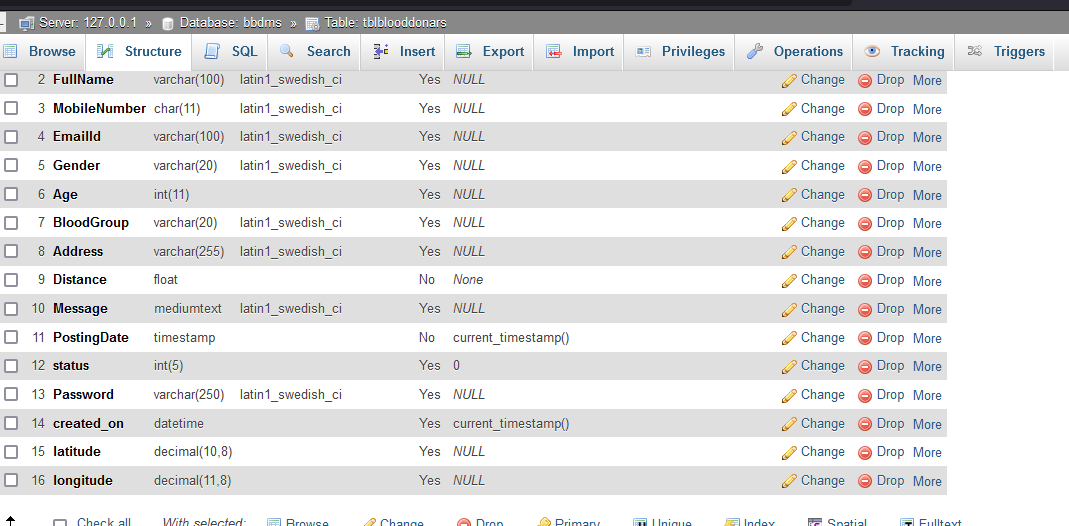 Server: 127.0.0.1 » Database: bbdms » Table: tblblooddonars
Browse Structure SQL Search Insert Export Import Privileges Operations Tracking Triggers
2 FullName varchar(100) latin1_swedish_ci Yes NULL Change Drop More
3 MobileNumber char(11) latin1_swedish_ci Yes NULL Change Drop More
4 EmailId varchar(100) latin1_swedish_ci Yes NULL Change Drop More
5 Gender varchar(20) latin1_swedish_ci Yes NULL Change Drop More
6 Age int(11) Yes NULL Change Drop More
7 BloodGroup varchar(20) latin1_swedish_ci Yes NULL Change Drop More
8 Address varchar(255) latin1_swedish_ci Yes NULL Change Drop More
9 Distance float No None Change Drop More
10 Message mediumtext latin1_swedish_ci Yes NULL Change Drop More
11 PostingDate timestamp No current_timestamp() Change Drop More
12 status int(5) Yes 0 Change Drop More
13 Password varchar(250) latin1_swedish_ci Yes NULL Change Drop More
14 created_on datetime Yes current_timestamp() Change Drop More
15 latitude decimal(10,8) Yes NULL Change Drop More
16 longitude decimal(11,8) Yes NULL Change Drop More
Check all With selected: Browse Change Drop Primary Unique Index Spatial Fulltext